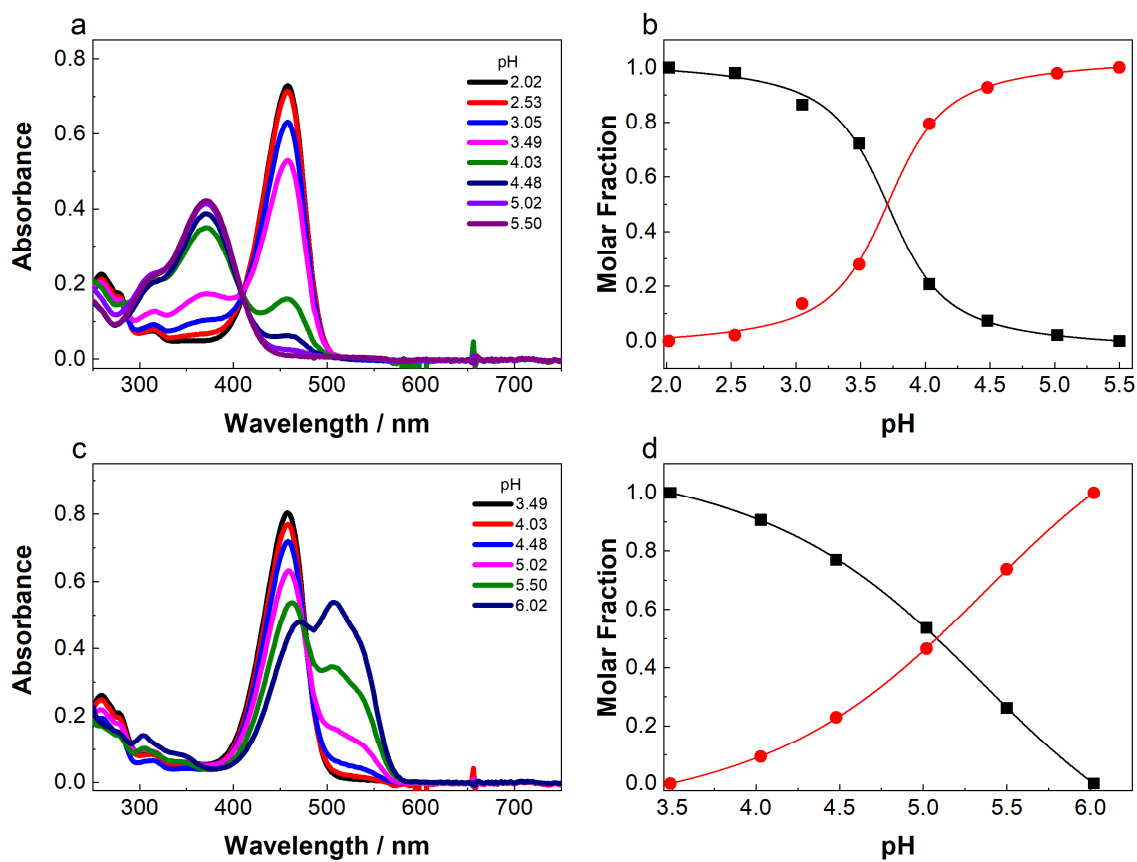 a
b
pH
2.02
2.53
3.05
3.49
4.03
4.48
5.02
5.50
0.8
0.6
0.4
0.2
0.0
Absorbance
300 400 500 600 700
Wavelength / nm
1.0
0.8
0.6
0.4
0.2
0.0
Molar Fraction
2.0 2.5 3.0 3.5 4.0 4.5 5.0 5.5
pH
c
d
pH
3.49
4.03
4.48
5.02
5.50
6.02
0.8
0.6
0.4
0.2
0.0
Absorbance
300 400 500 600 700
Wavelength / nm
1.0
0.8
0.6
0.4
0.2
0.0
Molar Fraction
3.5 4.0 4.5 5.0 5.5 6.0
pH